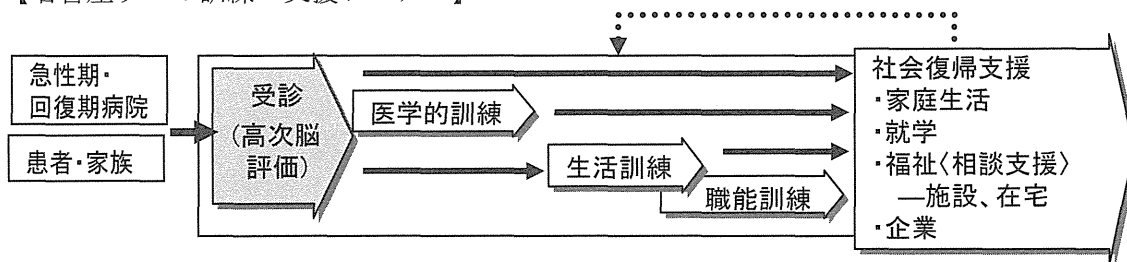 急性期・
回復期病院
患者・家族
受診
(高次脳
評価)
医学的訓練
生活訓練
職能訓練
社会復帰支援
・家庭生活
・就学
・福祉〈相談支援〉
―施設、在宅
・企業